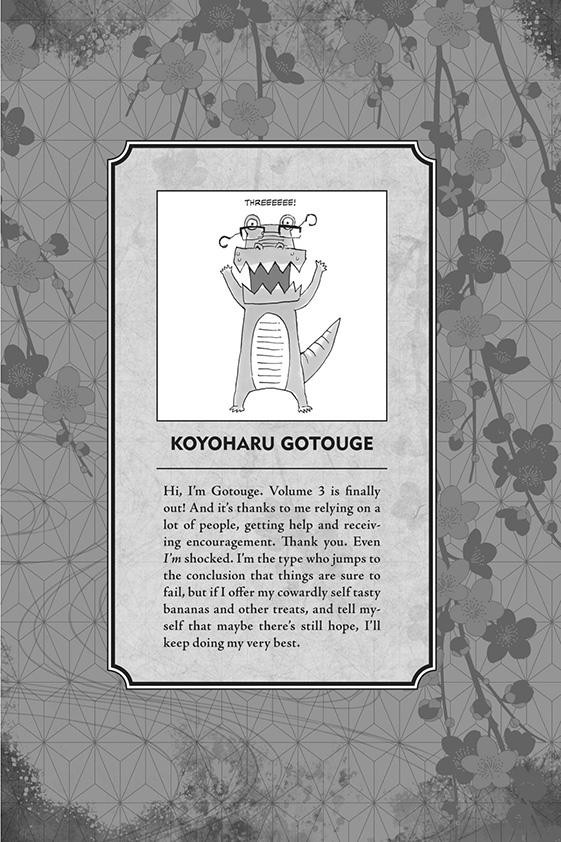 THREEEEEE!
KOYOHARU GOTOUGE
Hi, I'm Gotouge. Volume 3 is finally
out! And it's thanks to me relying on a
lot of people, getting help and receiv-
ing encouragement. Thank you. Even
I'm shocked. I'm the type who jumps to
the conclusion that things are sure to
fail, but if I offer my cowardly self tasty
bananas and other treats, and tell my-
self that maybe there's still hope, I'll
keep doing my very best.